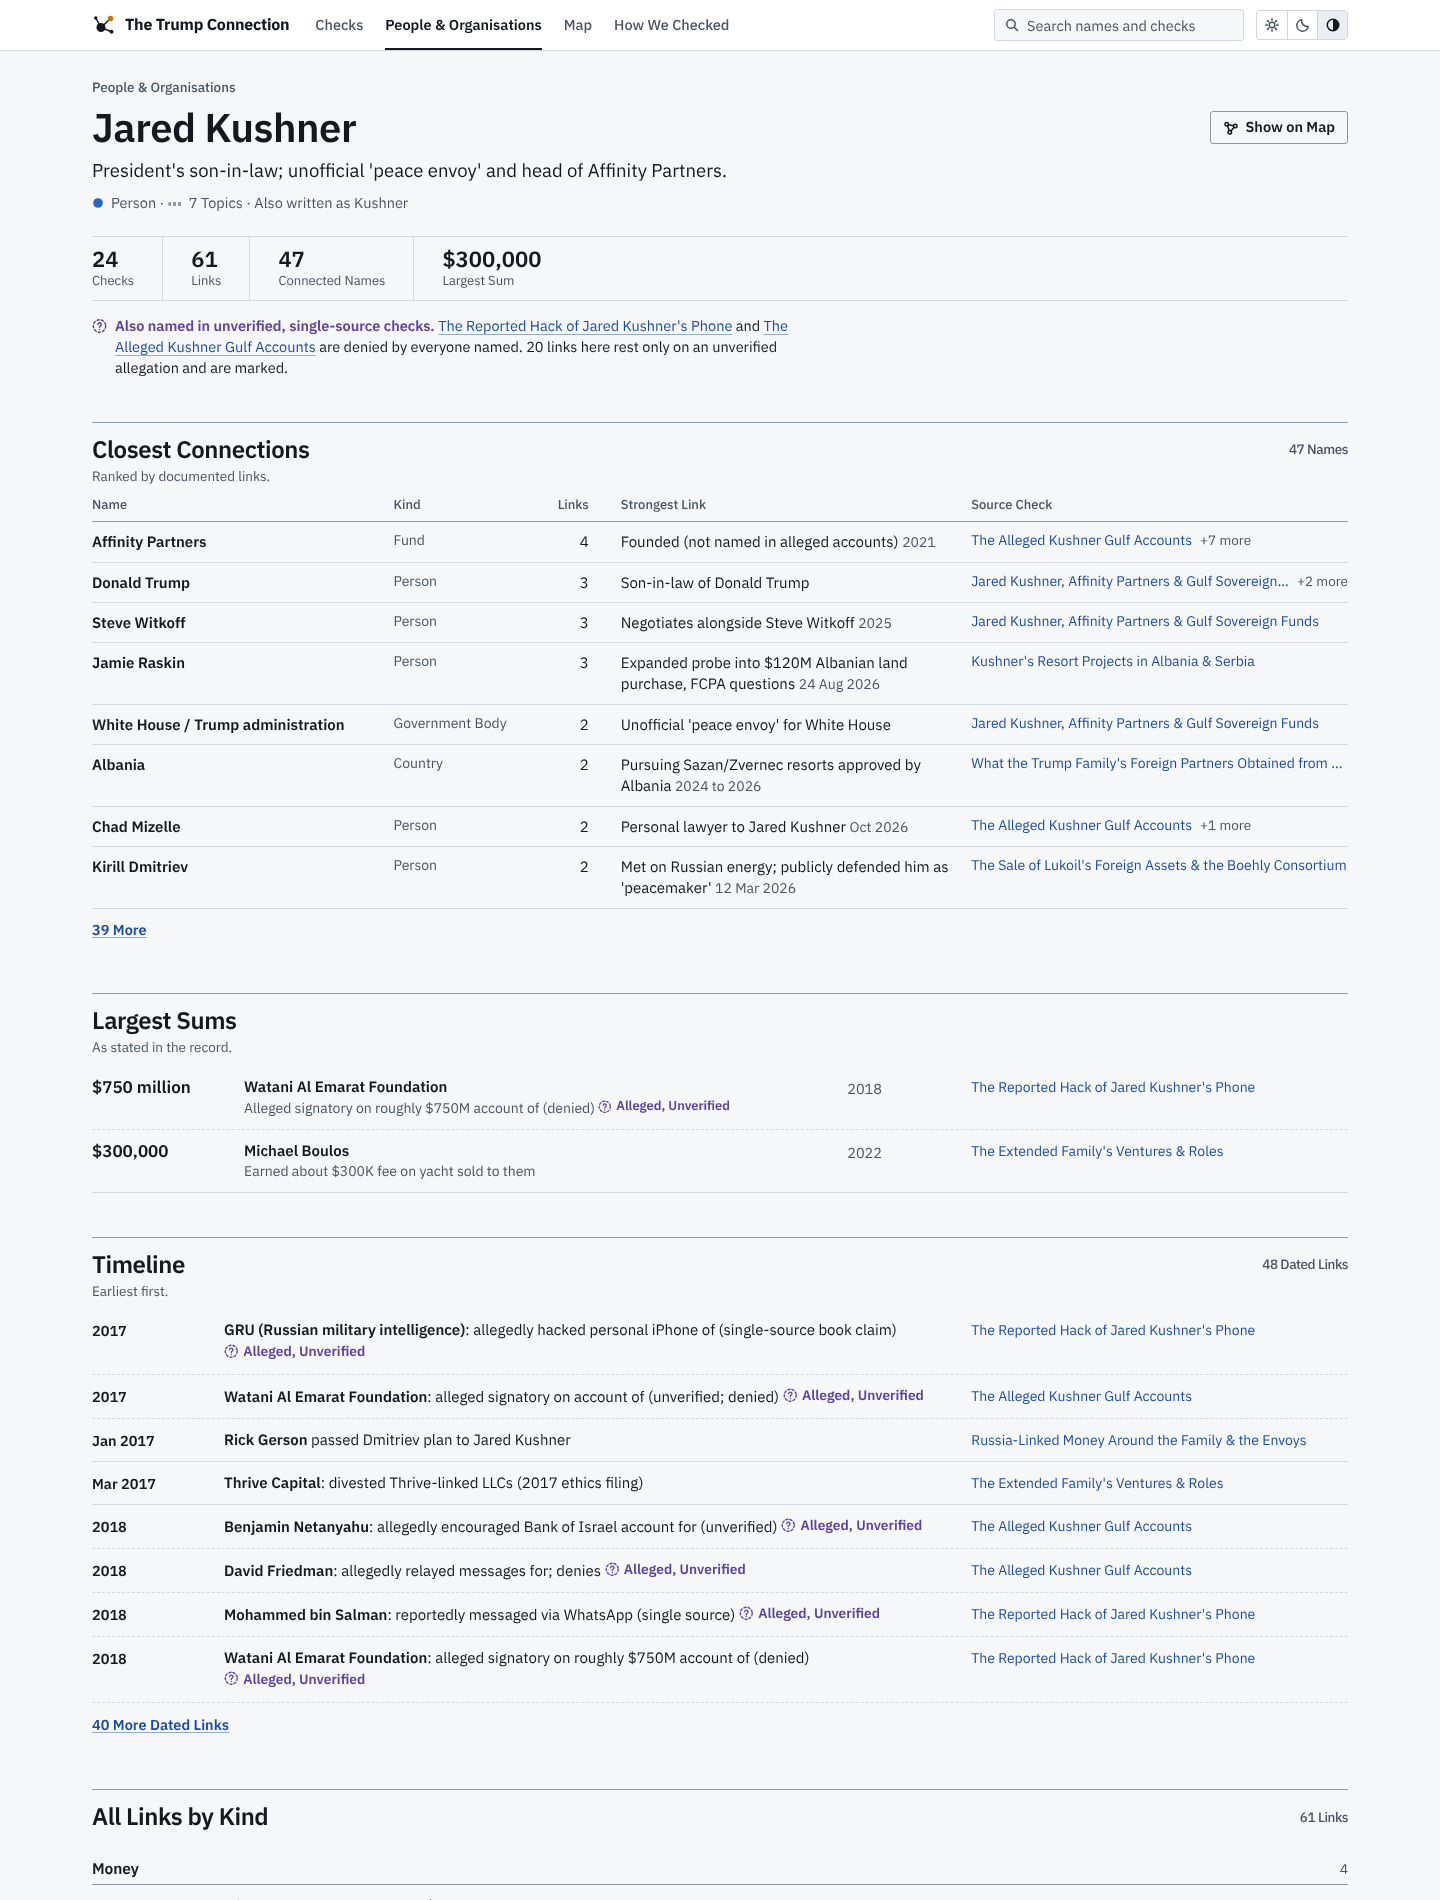 The Trump Connection Checks People & Organisations Map How We Checked Search names and checks
People & Organisations
Jared Kushner
Show on Map
President's son-in-law; unofficial 'peace envoy' and head of Affinity Partners.
Person · 7 Topics · Also written as Kushner
24 61 47 $300,000
Checks Links Connected Names Largest Sum
Also named in unverified, single-source checks. The Reported Hack of Jared Kushner's Phone and The
Alleged Kushner Gulf Accounts are denied by everyone named. 20 links here rest only on an unverified
allegation and are marked.
Closest Connections 47 Names
Ranked by documented links.
Name Kind Links Strongest Link Source Check
Affinity Partners Fund 4 Founded (not named in alleged accounts) 2021 The Alleged Kushner Gulf Accounts +7 more
Donald Trump Person 3 Son-in-law of Donald Trump Jared Kushner, Affinity Partners & Gulf Sovereign... +2 more
Steve Witkoff Person 3 Negotiates alongside Steve Witkoff 2025 Jared Kushner, Affinity Partners & Gulf Sovereign Funds
Jamie Raskin Person 3 Expanded probe into $120M Albanian land Kushner's Resort Projects in Albania & Serbia
purchase, FCPA questions 24 Aug 2026
White House / Trump administration Government Body 2 Unofficial 'peace envoy' for White House Jared Kushner, Affinity Partners & Gulf Sovereign Funds
Albania Country 2 Pursuing Sazan/Zvernec resorts approved by What the Trump Family's Foreign Partners Obtained from ...
Albania 2024 to 2026
Chad Mizelle Person 2 Personal lawyer to Jared Kushner Oct 2026 The Alleged Kushner Gulf Accounts +1 more
Kirill Dmitriev Person 2 Met on Russian energy; publicly defended him as The Sale of Lukoil's Foreign Assets & the Boehly Consortium
'peacemaker' 12 Mar 2026
39 More
Largest Sums
As stated in the record.
$750 million Watani Al Emarat Foundation 2018 The Reported Hack of Jared Kushner's Phone
Alleged signatory on roughly $750M account of (denied) Alleged, Unverified
$300,000 Michael Boulos 2022 The Extended Family's Ventures & Roles
Earned about $300K fee on yacht sold to them
Timeline 48 Dated Links
Earliest first.
2017 GRU (Russian military intelligence): allegedly hacked personal iPhone of (single-source book claim) The Reported Hack of Jared Kushner's Phone
Alleged, Unverified
2017 Watani Al Emarat Foundation: alleged signatory on account of (unverified; denied) Alleged, Unverified The Alleged Kushner Gulf Accounts
Jan 2017 Rick Gerson passed Dmitriev plan to Jared Kushner Russia-Linked Money Around the Family & the Envoys
Mar 2017 Thrive Capital: divested Thrive-linked LLCs (2017 ethics filing) The Extended Family's Ventures & Roles
2018 Benjamin Netanyahu: allegedly encouraged Bank of Israel account for (unverified) Alleged, Unverified The Alleged Kushner Gulf Accounts
2018 David Friedman: allegedly relayed messages for; denies Alleged, Unverified The Alleged Kushner Gulf Accounts
2018 Mohammed bin Salman: reportedly messaged via WhatsApp (single source) Alleged, Unverified The Reported Hack of Jared Kushner's Phone
2018 Watani Al Emarat Foundation: alleged signatory on roughly $750M account of (denied) The Reported Hack of Jared Kushner's Phone
Alleged, Unverified
40 More Dated Links
All Links by Kind 61 Links
Money 4